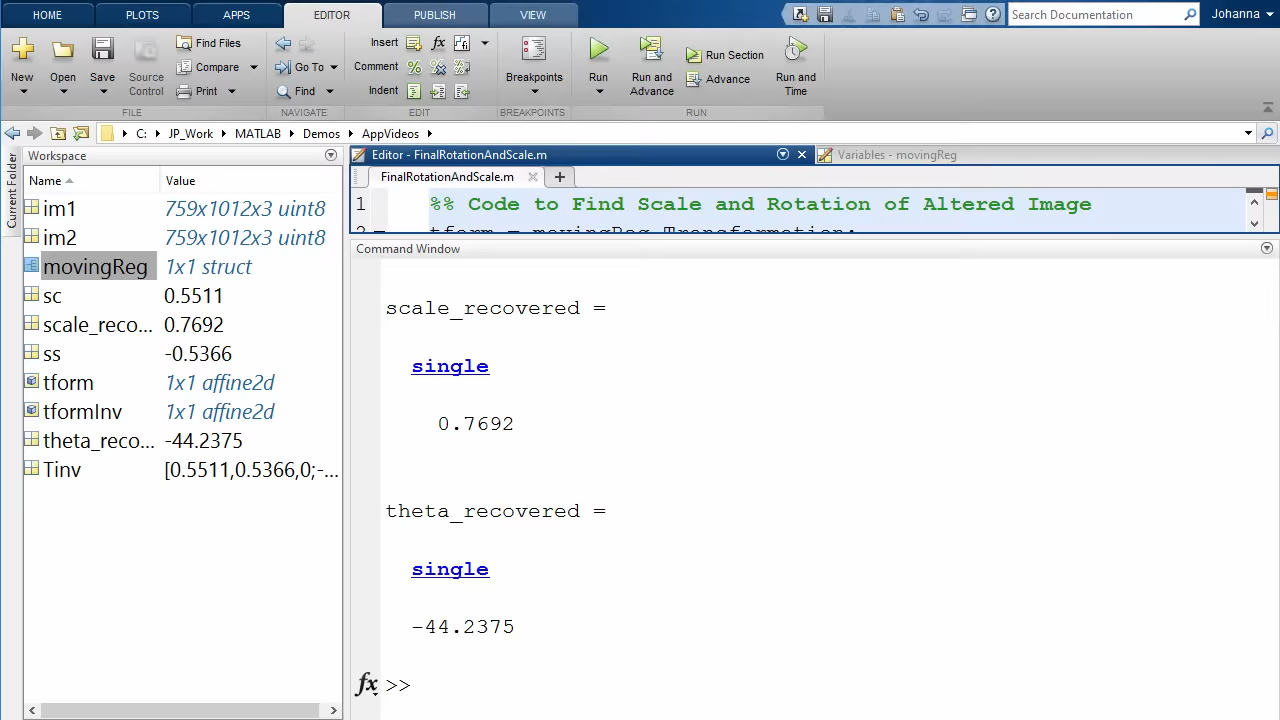 HOME PLOTS APPS EDITOR PUBLISH VIEW Search Documentation Johanna
New Open Save Source Control Find Files Compare Print
Go To Find
Insert fx Comment Indent
Breakpoints
Run Run and Advance Run Section Advance Run and Time
FILE NAVIGATE EDIT BREAKPOINTS RUN
C: JP_Work MATLAB Demos AppVideos
Current Folder
Workspace
Name Value
im1 759x1012x3 uint8
im2 759x1012x3 uint8
movingReg 1x1 struct
sc 0.5511
scale_reco... 0.7692
ss -0.5366
tform 1x1 affine2d
tformInv 1x1 affine2d
theta_reco... -44.2375
Tinv [0.5511,0.5366,0;-...
Editor - FinalRotationAndScale.m Variables - movingReg
FinalRotationAndScale.m
1 %% Code to Find Scale and Rotation of Altered Image
2 tform = movingReg.Transformation;
Command Window
scale_recovered =
single
0.7692
theta_recovered =
single
-44.2375
fx >>